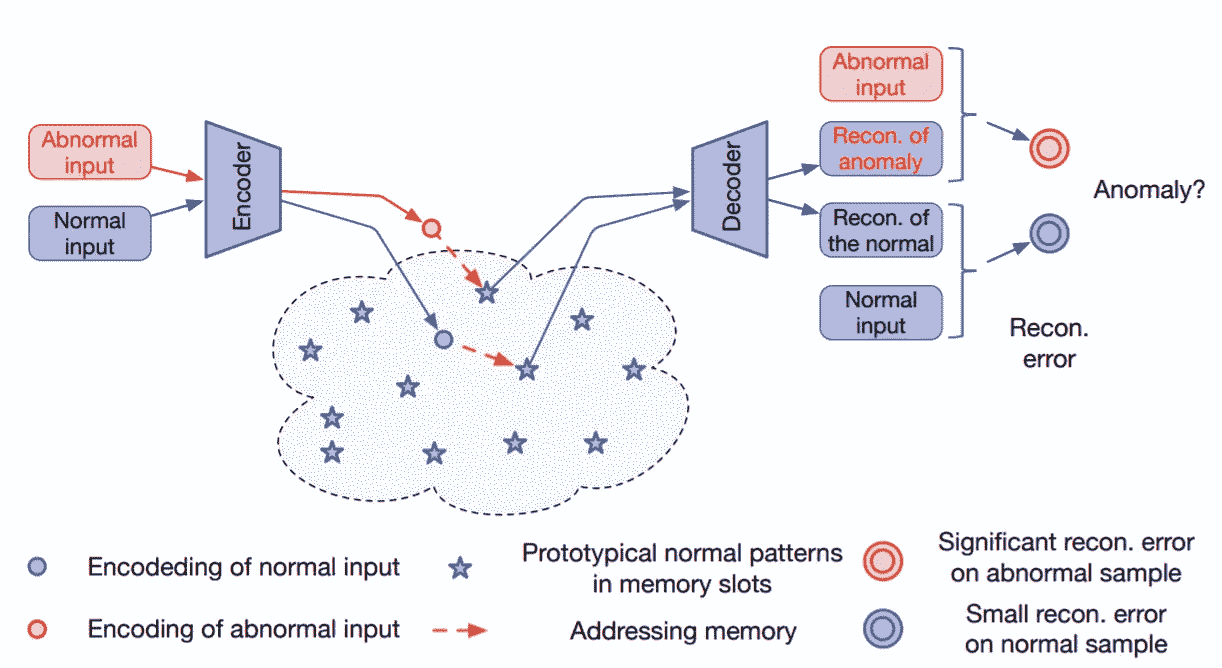 Abnormal
input
Normal
input
Encoder
Decoder
Abnormal
input
Recon. of
anomaly
Recon. of
the normal
Normal
input
Anomaly?
Recon.
error
Encodeding of normal input
Encoding of abnormal input
Prototypical normal patterns
in memory slots
Addressing memory
Significant recon. error
on abnormal sample
Small recon. error
on normal sample